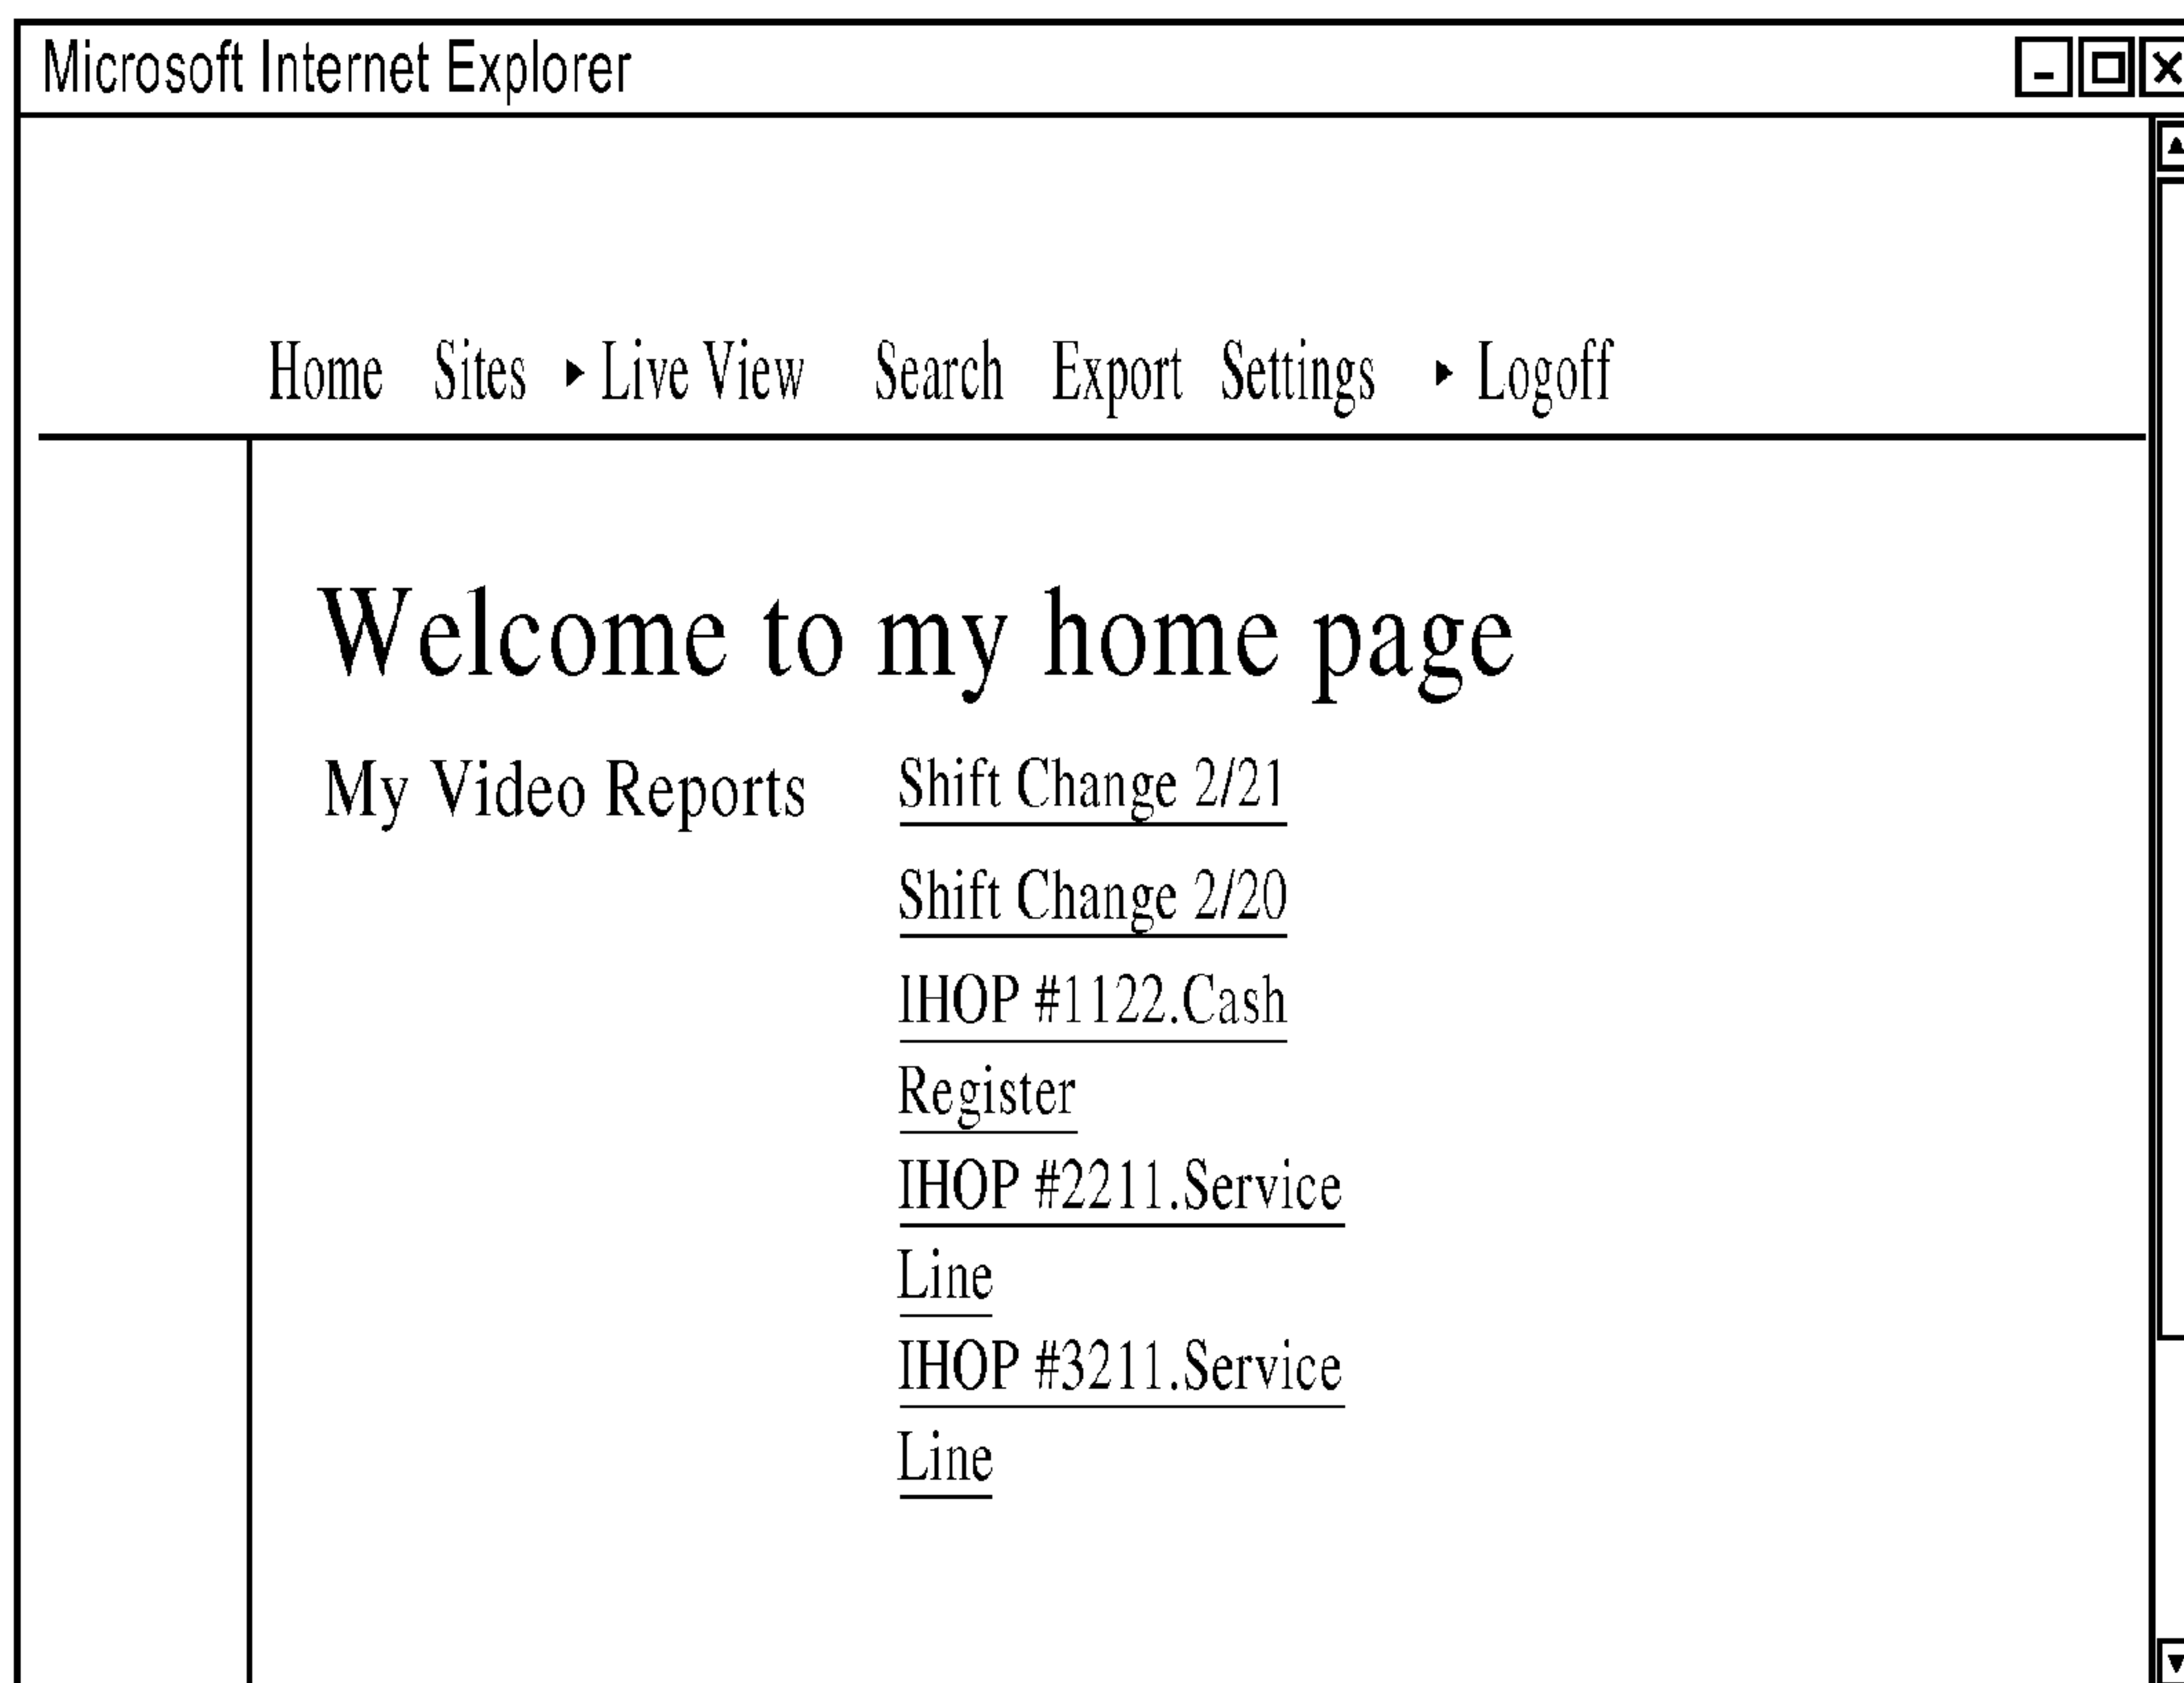 Microsoft Internet Explorer
Home Sites ▸ Live View Search Export Settings ▸ Logoff
Welcome to my home page
My Video Reports Shift Change 2/21
Shift Change 2/20
IHOP #1122.Cash
Register
IHOP #2211.Service
Line
IHOP #3211.Service
Line